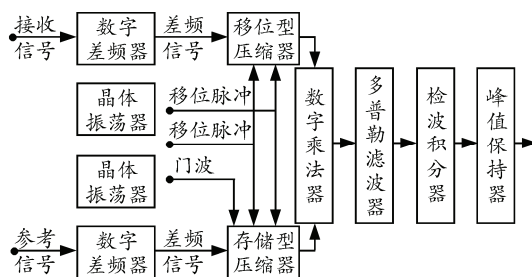 接收
信号
数字
差频器
差频
信号
移位型
压缩器
晶体
振荡器
移位脉冲
移位脉冲
晶体
振荡器
门波
数字乘法器
多普勒滤波器
检波积分器
峰值保持器
参考
信号
数字
差频器
差频
信号
存储型
压缩器